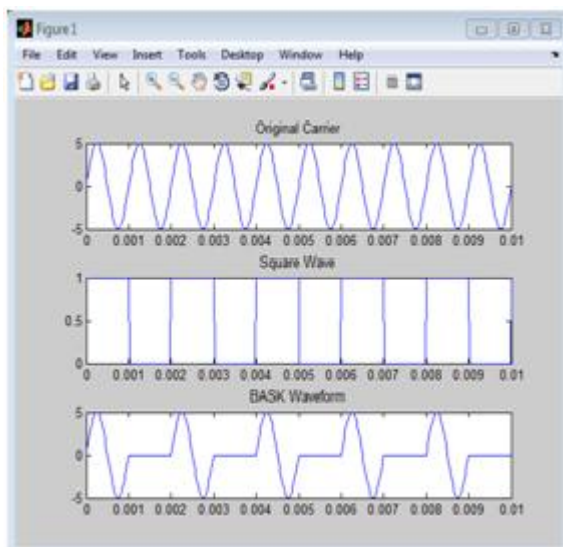 Figure 1
File Edit View Insert Tools Desktop Window Help
Original Carrier
5
0
-5
0 0.001 0.002 0.003 0.004 0.005 0.006 0.007 0.008 0.009 0.01
Square Wave
1
0.5
0
0 0.001 0.002 0.003 0.004 0.005 0.006 0.007 0.008 0.009 0.01
BASK Waveform
5
0
-5
0 0.001 0.002 0.003 0.004 0.005 0.006 0.007 0.008 0.009 0.01